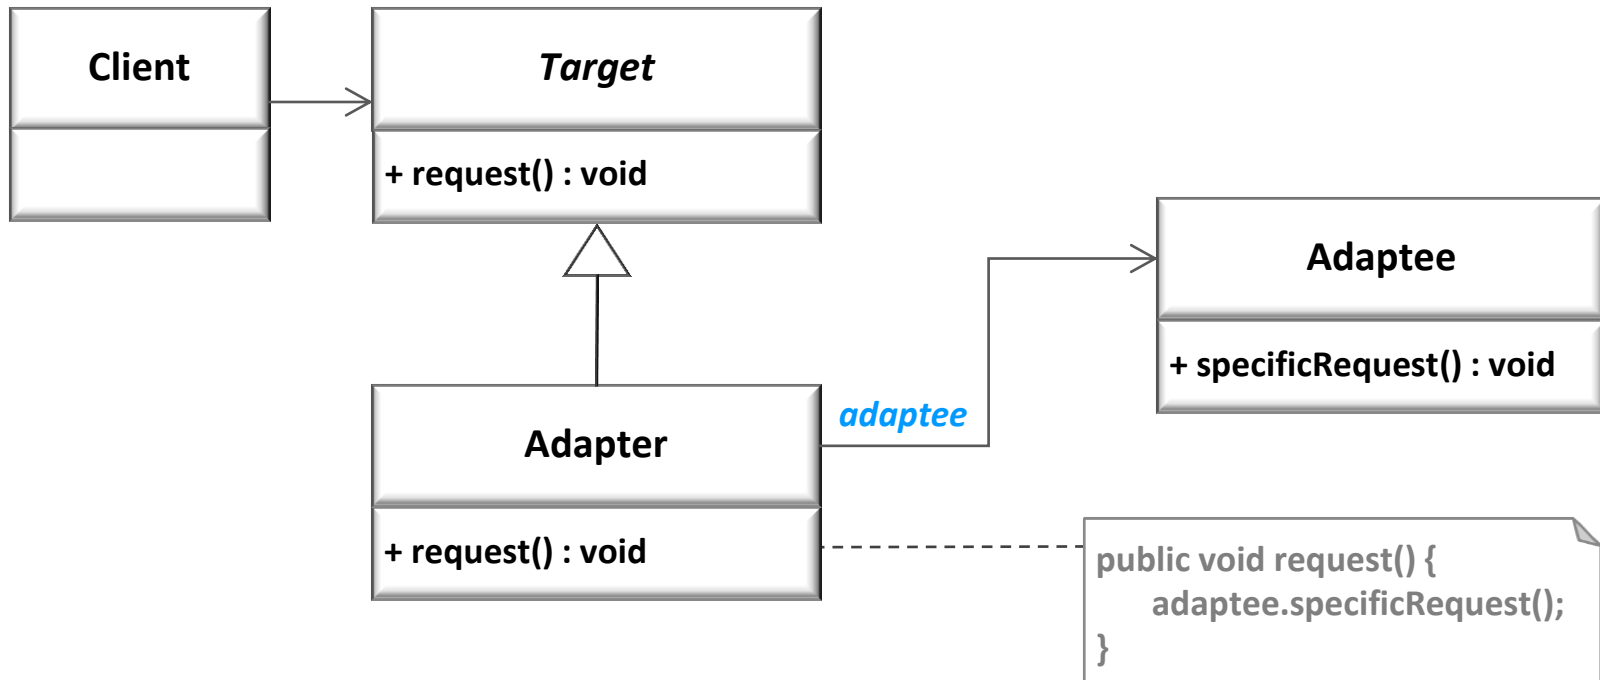 Client
Target
+ request() : void
Adaptee
+ specificRequest() : void
adaptee
Adapter
+ request() : void
public void request() {
adaptee.specificRequest();
}